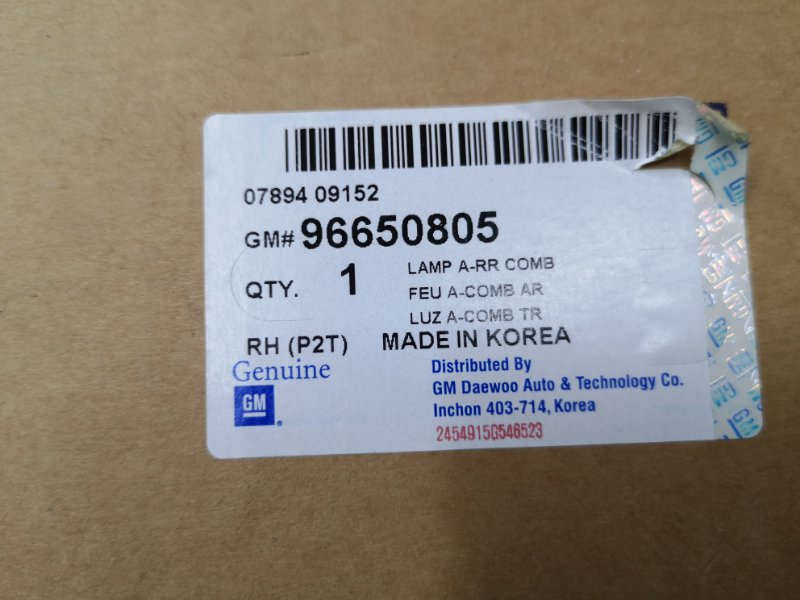 07894 09152
GM# 96650805
QTY. 1
LAMP A-RR COMB
FEU A-COMB AR
LUZ A-COMB TR
RH (P2T) MADE IN KOREA
Genuine
GM
Distributed By
GM Daewoo Auto & Technology Co.
Inchon 403-714, Korea
2454915G546523